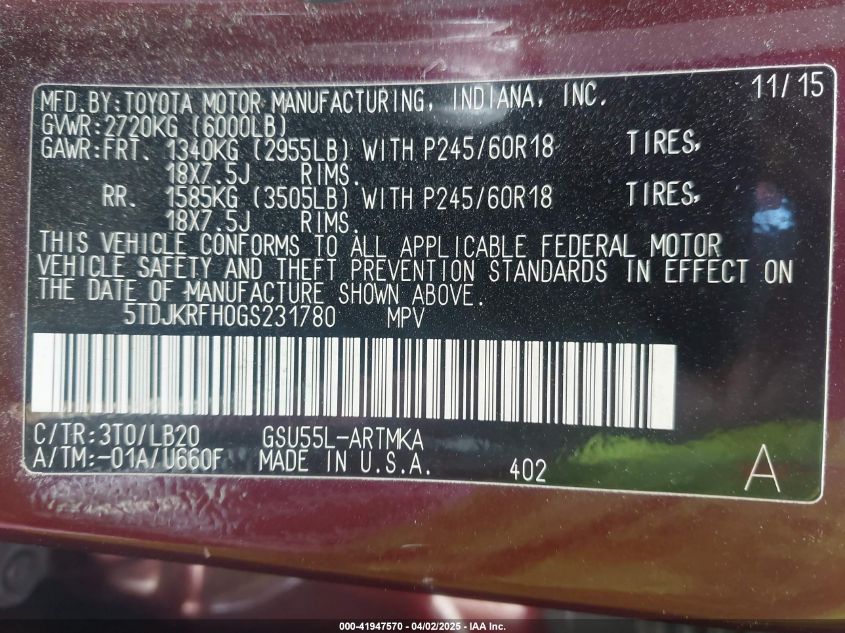 MFD.BY:TOYOTA MOTOR MANUFACTURING, INDIANA, INC. 11/15
GVWR:2720KG (6000LB)
GAWR:FRT. 1340KG (2955LB) WITH P245/60R18 TIRES,
18X7.5J RIMS.
RR. 1585KG (3505LB) WITH P245/60R18 TIRES,
18X7.5J RIMS.
THIS VEHICLE CONFORMS TO ALL APPLICABLE FEDERAL MOTOR
VEHICLE SAFETY AND THEFT PREVENTION STANDARDS IN EFFECT ON
THE DATE OF MANUFACTURE SHOWN ABOVE.
5TDJKRFH0GS231780 MPV
C/TR:3T0/LB20 GSU55L-ARTMKA
A/TM:-01A/U660F MADE IN U.S.A. 402 A
000-41947570 - 04/02/2025 - IAA Inc.